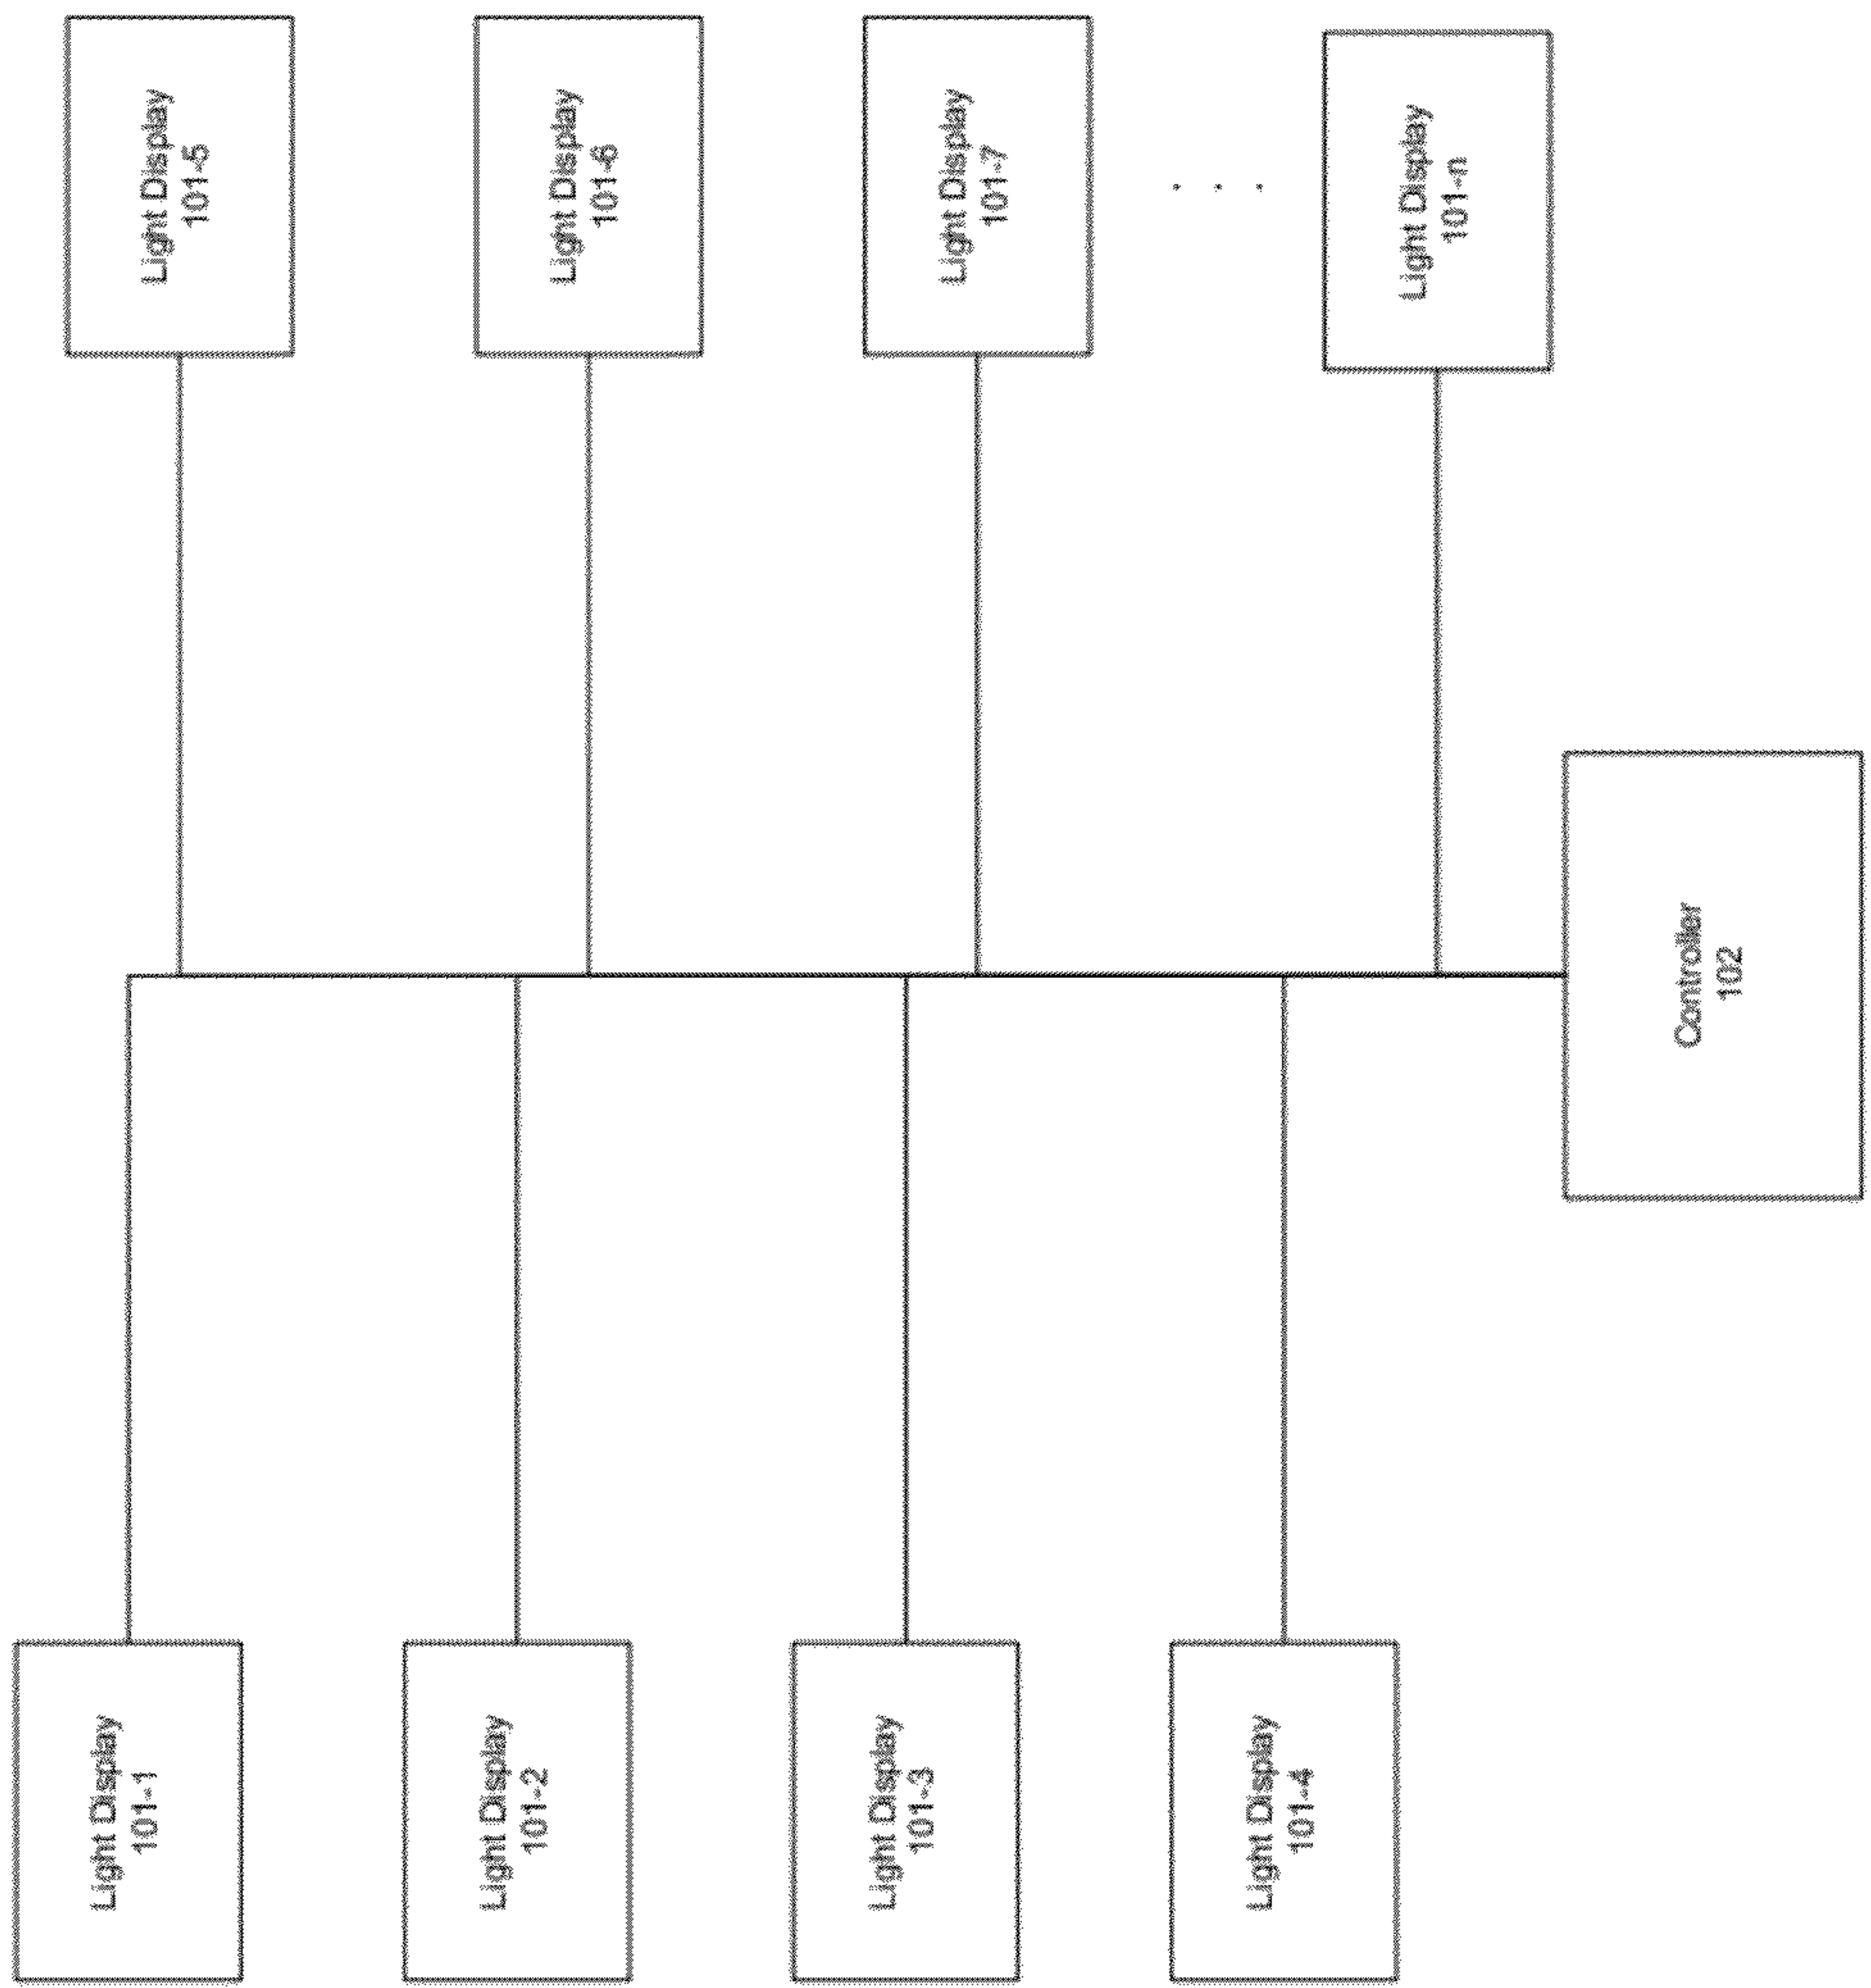 Light Display
101-1
Light Display
101-2
Light Display
101-3
Light Display
101-4
Light Display
101-5
Light Display
101-6
Light Display
101-7
. . .
Light Display
101-n
Controller
102